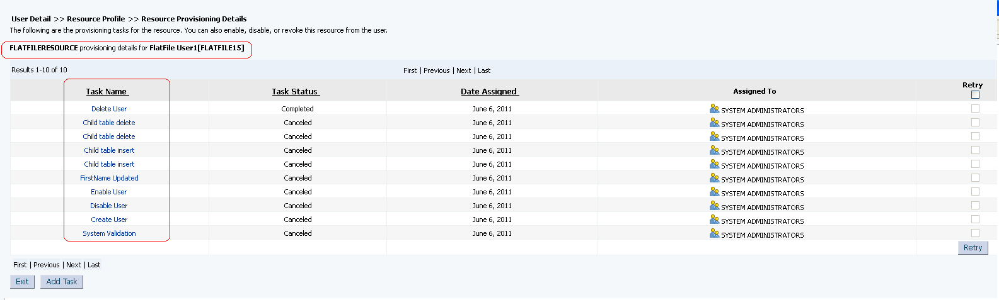 User Detail >> Resource Profile >> Resource Provisioning Details
The following are the provisioning tasks for the resource. You can also enable, disable, or revoke this resource from the user.
FLATFILERESOURCE provisioning details for FlatFile User1[FLATFILE15]
Results 1-10 of 10 First | Previous | Next | Last
Task Name Task Status Date Assigned Assigned To Retry
Delete User Completed June 6, 2011 SYSTEM ADMINISTRATORS
Child table delete Canceled June 6, 2011 SYSTEM ADMINISTRATORS
Child table delete Canceled June 6, 2011 SYSTEM ADMINISTRATORS
Child table insert Canceled June 6, 2011 SYSTEM ADMINISTRATORS
Child table insert Canceled June 6, 2011 SYSTEM ADMINISTRATORS
FirstName Updated Canceled June 6, 2011 SYSTEM ADMINISTRATORS
Enable User Canceled June 6, 2011 SYSTEM ADMINISTRATORS
Disable User Canceled June 6, 2011 SYSTEM ADMINISTRATORS
Create User Canceled June 6, 2011 SYSTEM ADMINISTRATORS
System Validation Canceled June 6, 2011 SYSTEM ADMINISTRATORS
Retry
First | Previous | Next | Last
Exit Add Task